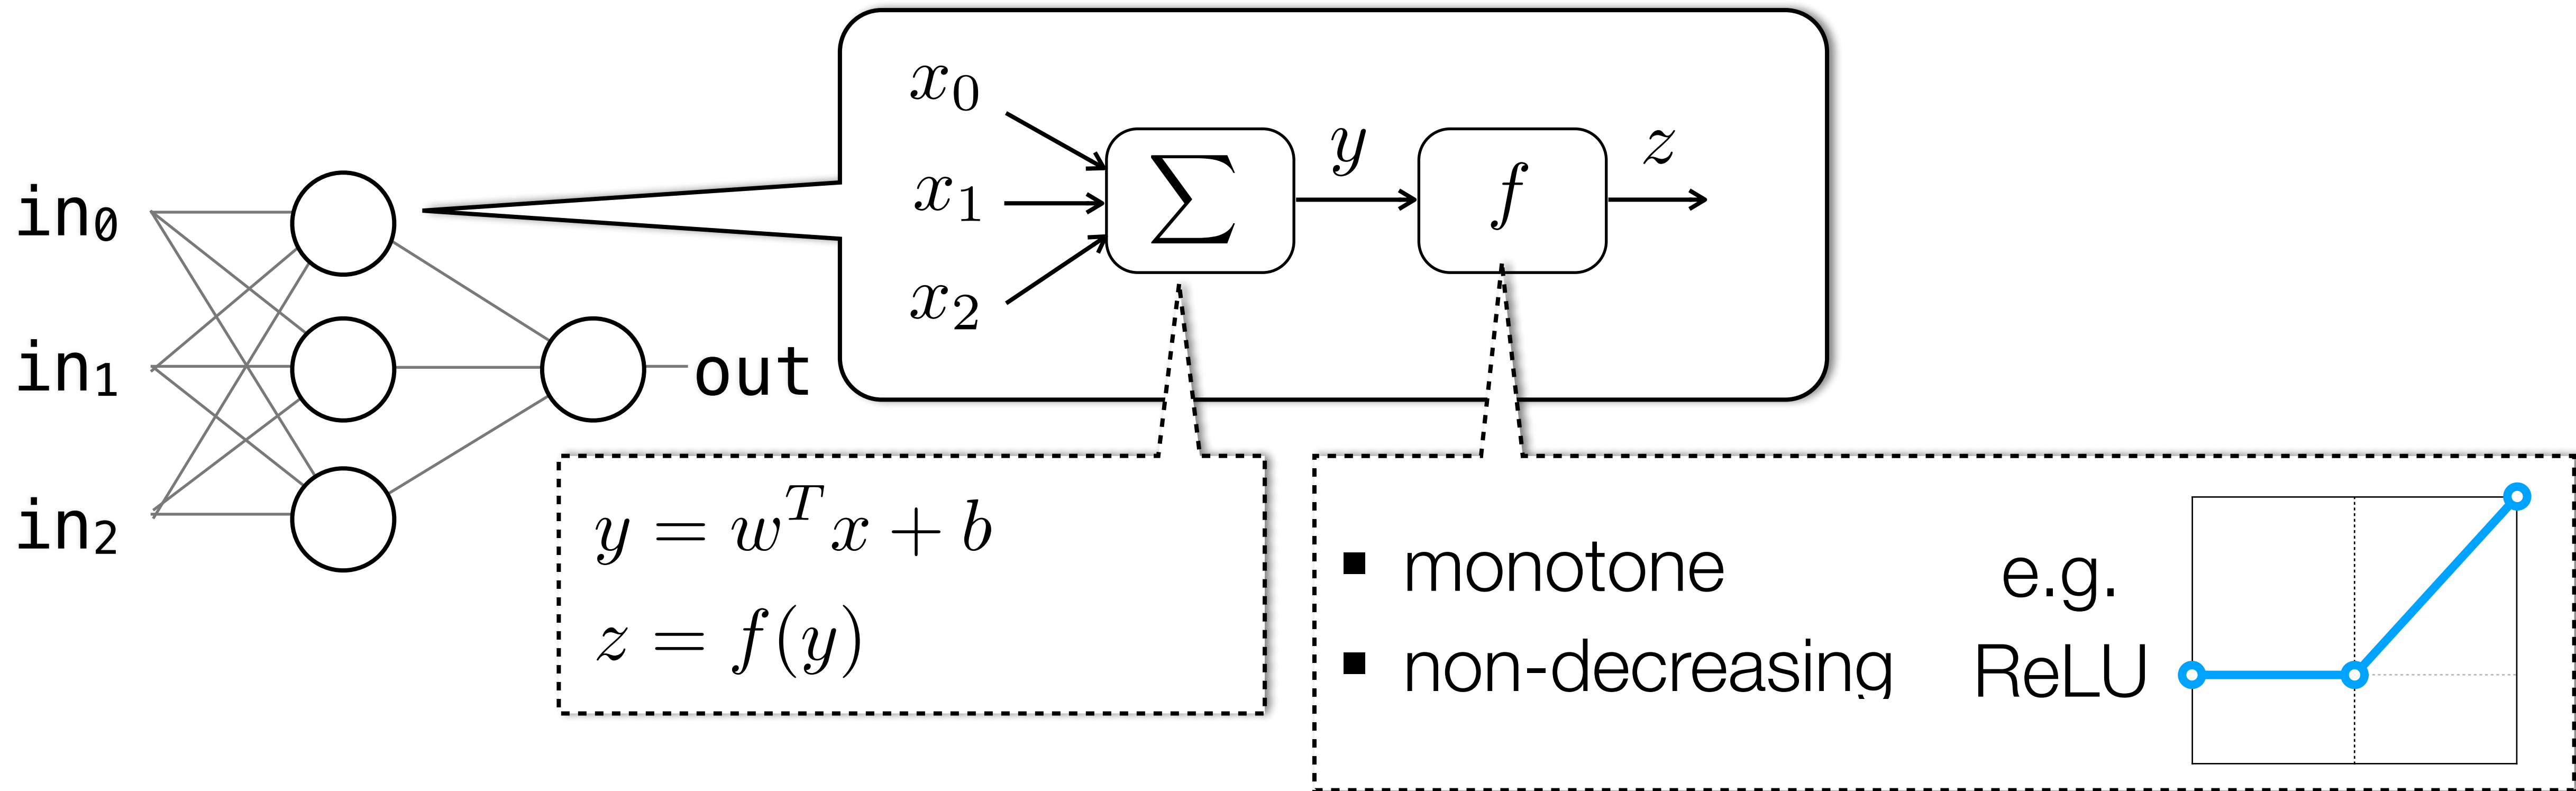 in₀
in₁
in₂
out
x₀
x₁
x₂
∑
y
f
z
y = wᵀx + b
z = f(y)
▪ monotone
▪ non-decreasing
e.g.
ReLU